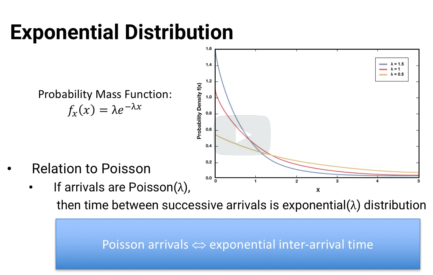 Exponential Distribution
Probability Mass Function:
fₓ(x) = λe^{-λx}
1.6
1.4
1.2
1.0
0.8
0.6
0.4
0.2
0.0
Probability Density f(x)
0 1 2 3 4 5
x
λ = 1.5
λ = 1
λ = 0.5
• Relation to Poisson
• If arrivals are Poisson(λ),
then time between successive arrivals is exponential(λ) distribution
Poisson arrivals ⇔ exponential inter-arrival time